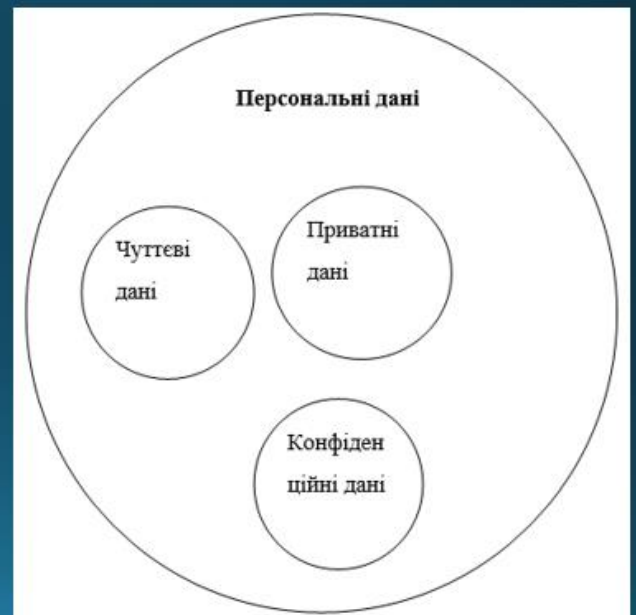 Персональні дані
Чуттєві
дані
Приватні
дані
Конфіден
ційні дані